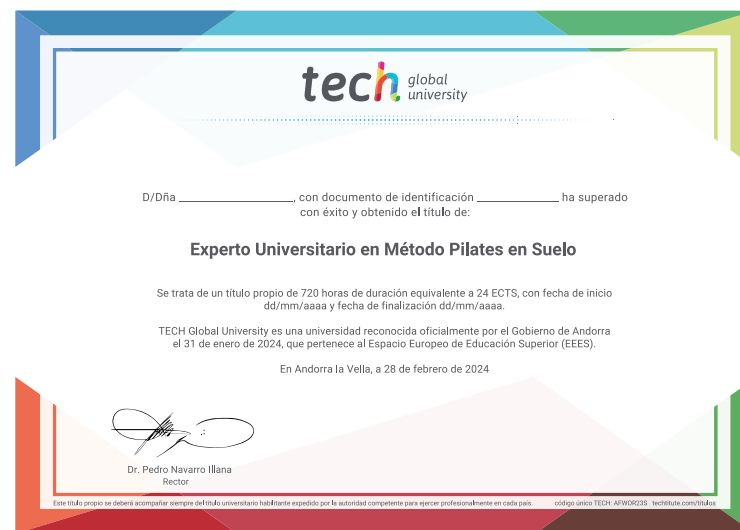 tech global university
D/Dña ____________________, con documento de identificación ______________ ha superado
con éxito y obtenido el título de:
Experto Universitario en Método Pilates en Suelo
Se trata de un título propio de 720 horas de duración equivalente a 24 ECTS, con fecha de inicio
dd/mm/aaaa y fecha de finalización dd/mm/aaaa.
TECH Global University es una universidad reconocida oficialmente por el Gobierno de Andorra
el 31 de enero de 2024, que pertenece al Espacio Europeo de Educación Superior (EEES).
En Andorra la Vella, a 28 de febrero de 2024
Dr. Pedro Navarro Illana
Rector
Este título propio se deberá acompañar siempre del título universitario habilitante expedido por la autoridad competente para ejercer profesionalmente en cada país. código único TECH: AFWOR23S techtitute.com/titulos